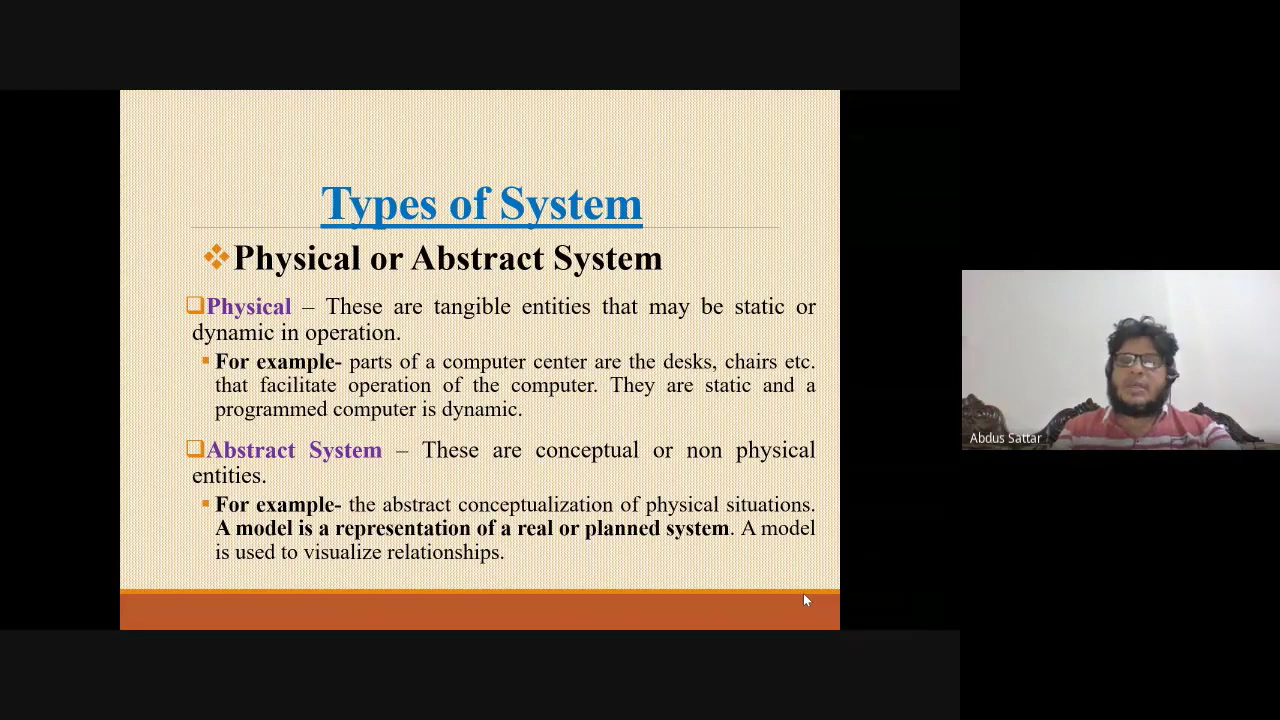 Types of System
Physical or Abstract System
Physical – These are tangible entities that may be static or
dynamic in operation.
For example- parts of a computer center are the desks, chairs etc.
that facilitate operation of the computer. They are static and a
programmed computer is dynamic.
Abstract System – These are conceptual or non physical
entities.
For example- the abstract conceptualization of physical situations.
A model is a representation of a real or planned system. A model
is used to visualize relationships.
Abdus Sattar